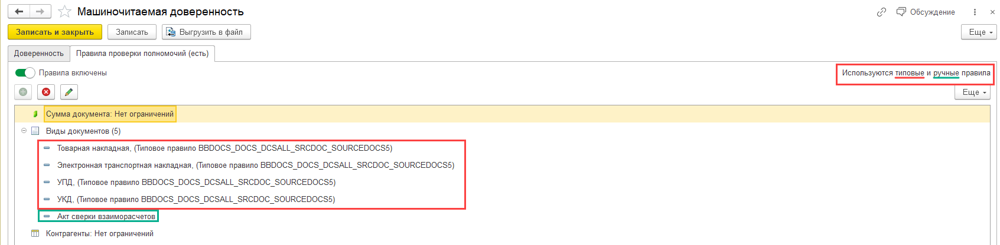 Машиночитаемая доверенность
Обсуждение
Записать и закрыть
Записать
Выгрузить в файл
Еще
Доверенность
Правила проверки полномочий (есть)
Правила включены
Используются типовые и ручные правила
Еще
Сумма документа: Нет ограничений
Виды документов (5)
Товарная накладная, (Типовое правило BBDOCS_DOCS_DCSALL_SRCDOC_SOURCEDOCS5)
Электронная транспортная накладная, (Типовое правило BBDOCS_DOCS_DCSALL_SRCDOC_SOURCEDOCS5)
УПД, (Типовое правило BBDOCS_DOCS_DCSALL_SRCDOC_SOURCEDOCS5)
УКД, (Типовое правило BBDOCS_DOCS_DCSALL_SRCDOC_SOURCEDOCS5)
Акт сверки взаиморасчетов
Контрагенты: Нет ограничений